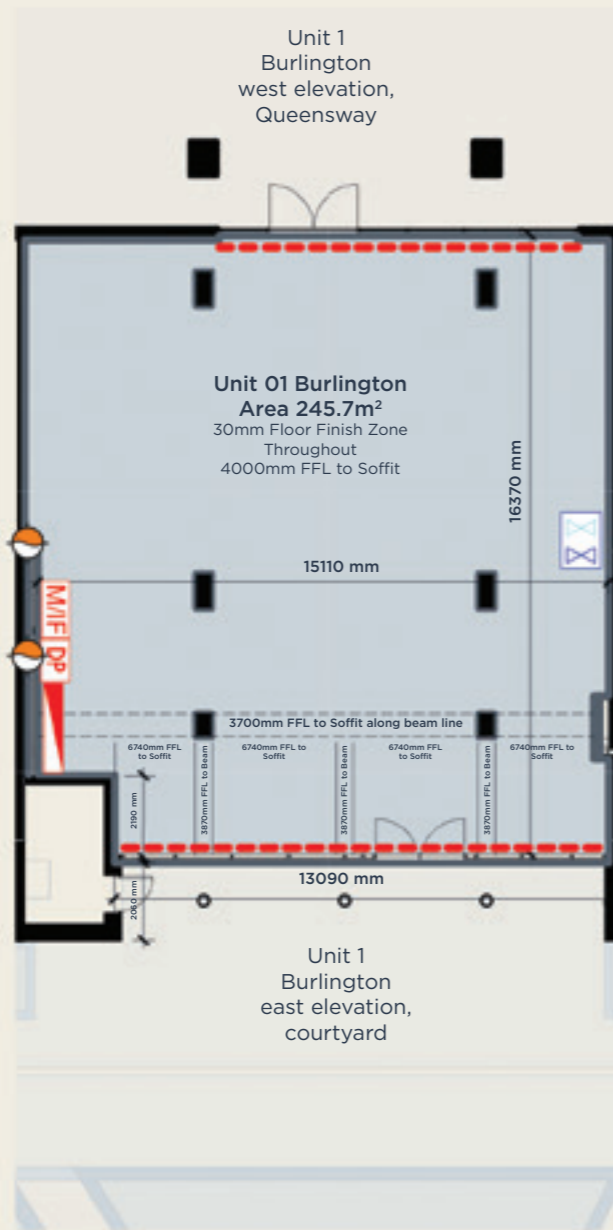 Unit 1
Burlington
west elevation,
Queensway
Unit 01 Burlington
Area 245.7m²
30mm Floor Finish Zone
Throughout
4000mm FFL to Soffit
16370 mm
15110 mm
M/IF DP
3700mm FFL to Soffit along beam line
6740mm FFL
to Soffit
3870mm FFL to Beam
6740mm FFL to
Soffit
3870mm FFL to Beam
6740mm FFL
to Soffit
3870mm FFL to Beam
6740mm FFL to
Soffit
2190 mm
13090 mm
2060 mm
Unit 1
Burlington
east elevation,
courtyard